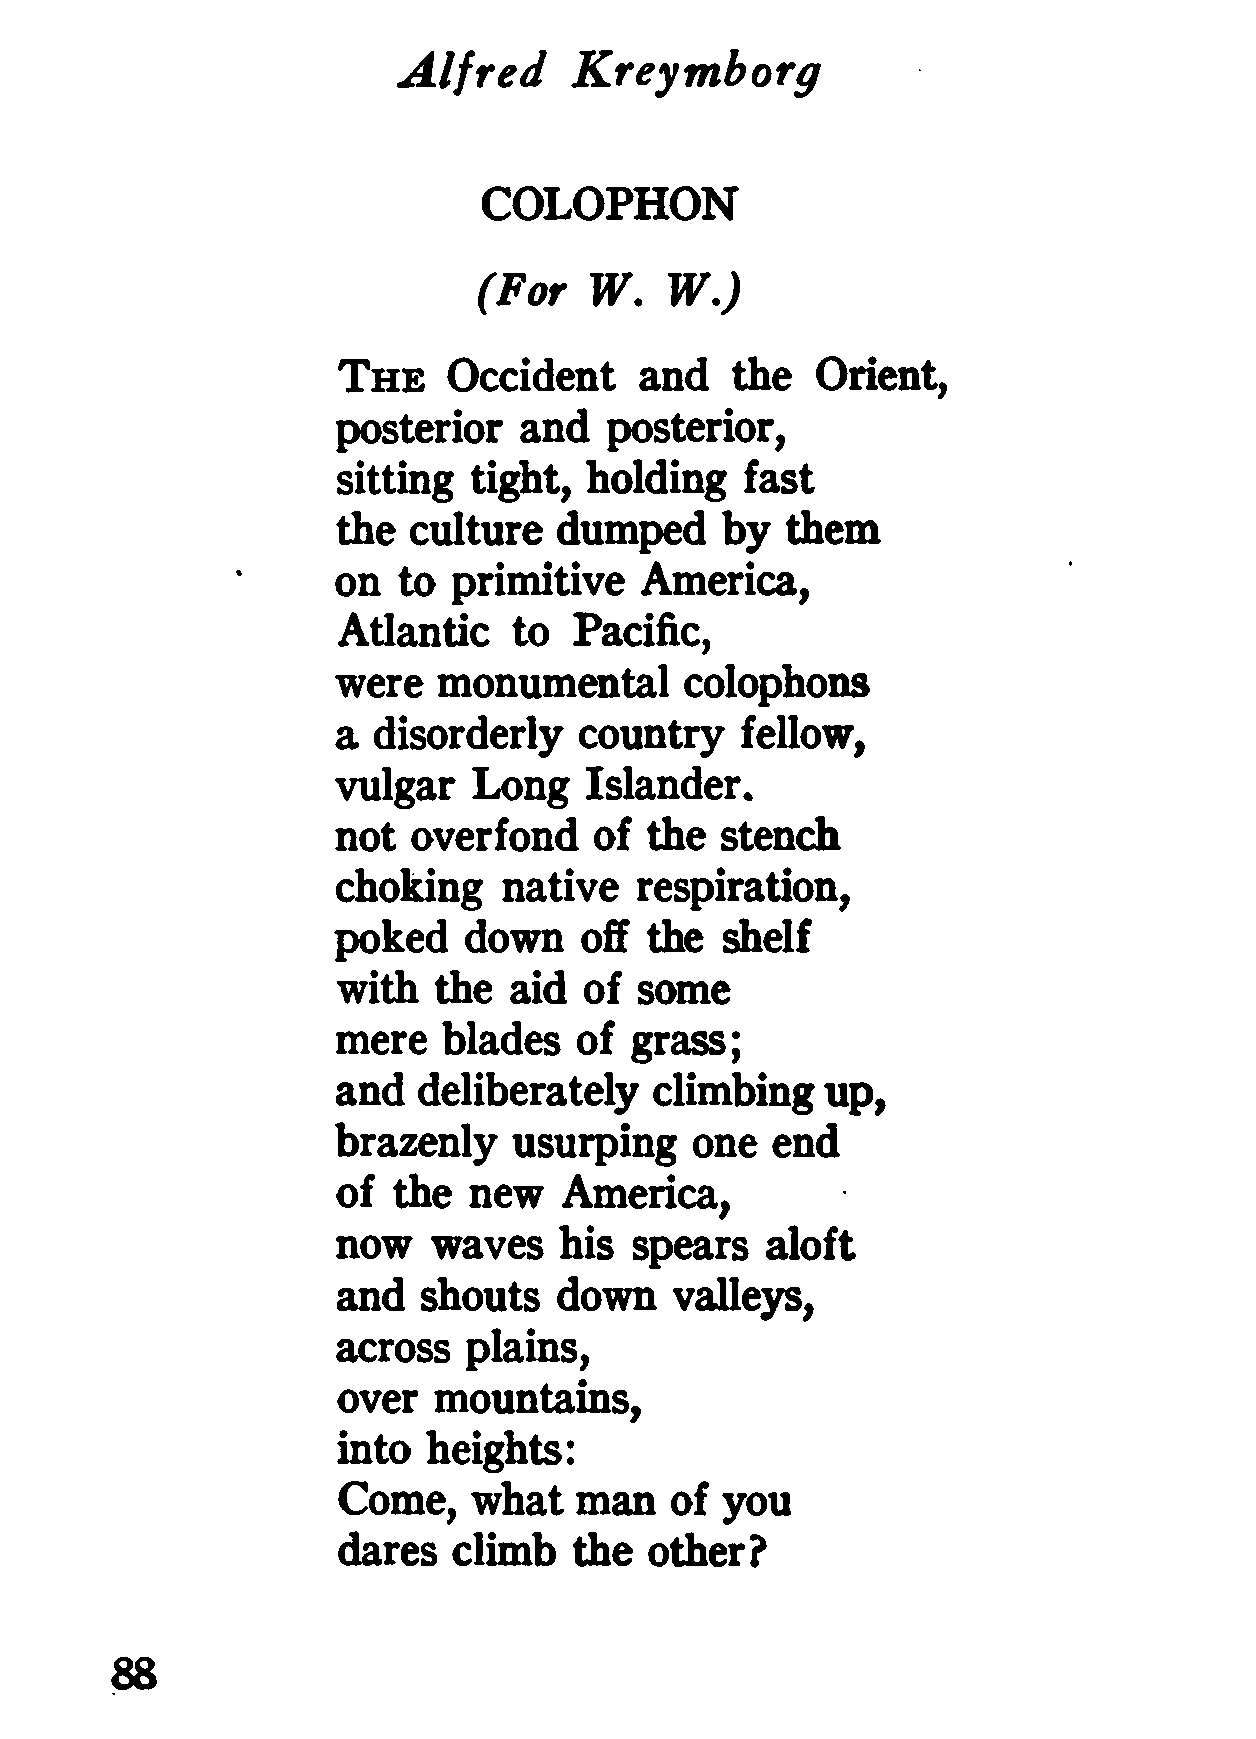 Alfred Kreymborg
COLOPHON
(For W. W.)
THE Occident and the Orient,
posterior and posterior,
sitting tight, holding fast
the culture dumped by them
on to primitive America,
Atlantic to Pacific,
were monumental colophons
a disorderly country fellow,
vulgar Long Islander.
not overfond of the stench
choking native respiration,
poked down off the shelf
with the aid of some
mere blades of grass;
and deliberately climbing up,
brazenly usurping one end
of the new America,
now waves his spears aloft
and shouts down valleys,
across plains,
over mountains,
into heights:
Come, what man of you
dares climb the other?
88